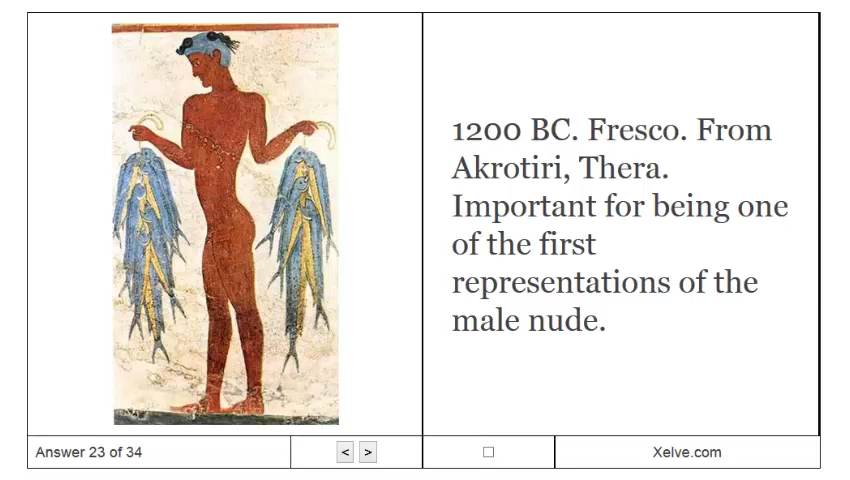 1200 BC. Fresco. From
Akrotiri, Thera.
Important for being one
of the first
representations of the
male nude.
Answer 23 of 34
<
>
Xelve.com